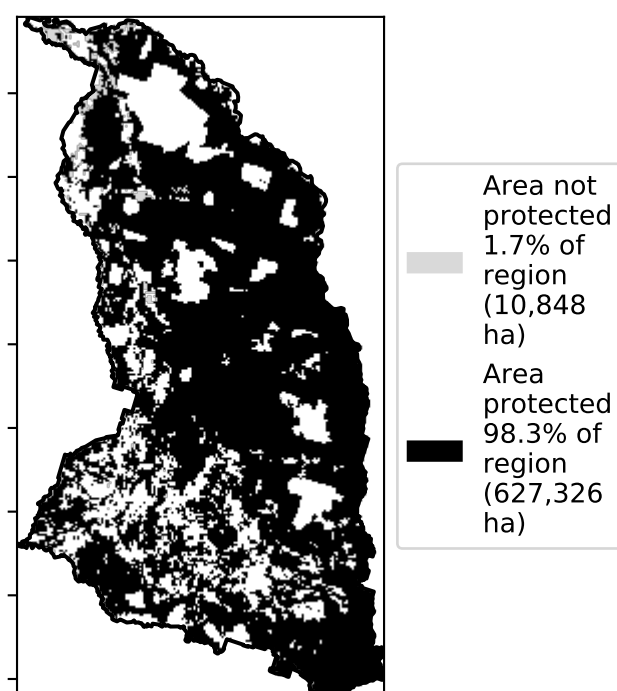 Area not
protected
1.7% of
region
(10,848
ha)
Area
protected
98.3% of
region
(627,326
ha)